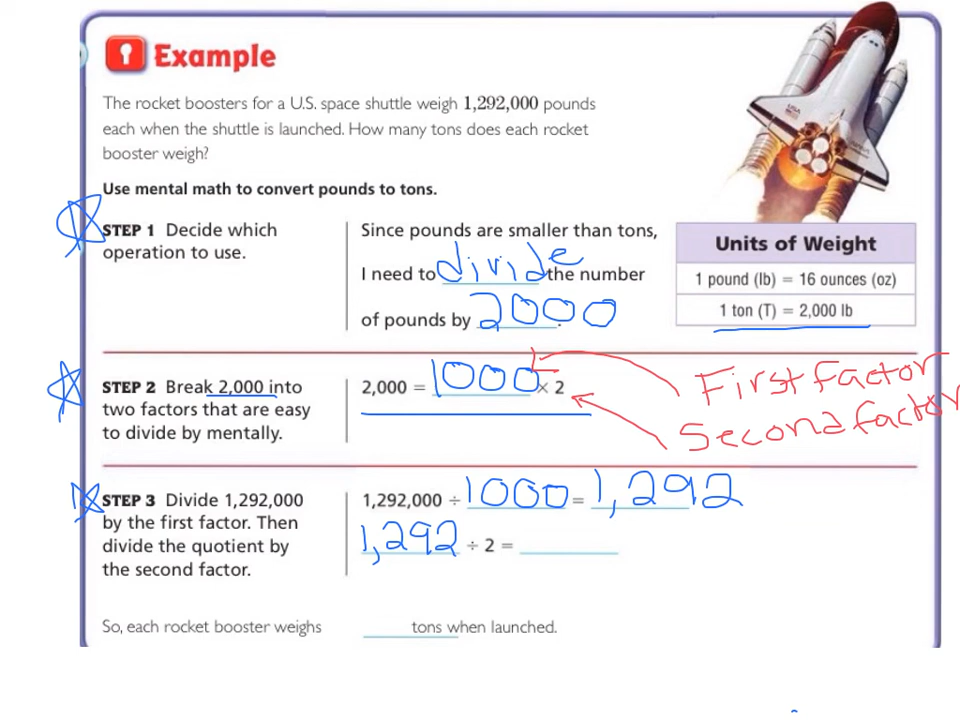 Example
The rocket boosters for a U.S. space shuttle weigh 1,292,000 pounds
each when the shuttle is launched. How many tons does each rocket
booster weigh?
Use mental math to convert pounds to tons.
STEP 1 Decide which
operation to use.
Since pounds are smaller than tons,
I need to divide the number
of pounds by 2000.
Units of Weight
1 pound (lb) = 16 ounces (oz)
1 ton (T) = 2,000 lb
STEP 2 Break 2,000 into
two factors that are easy
to divide by mentally.
2,000 = 1000 × 2
First factor
Second factor
STEP 3 Divide 1,292,000
by the first factor. Then
divide the quotient by
the second factor.
1,292,000 ÷ 1000 = 1,292
1,292 ÷ 2 =
So, each rocket booster weighs tons when launched.
USA